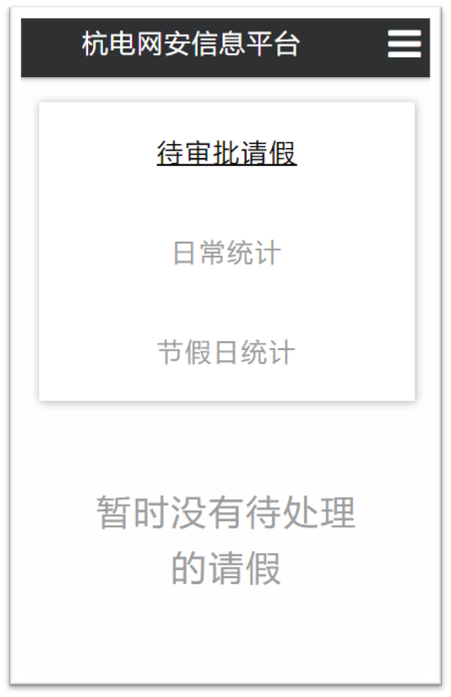 杭电网安信息平台
待审批请假
日常统计
节假日统计
暂时没有待处理
的请假